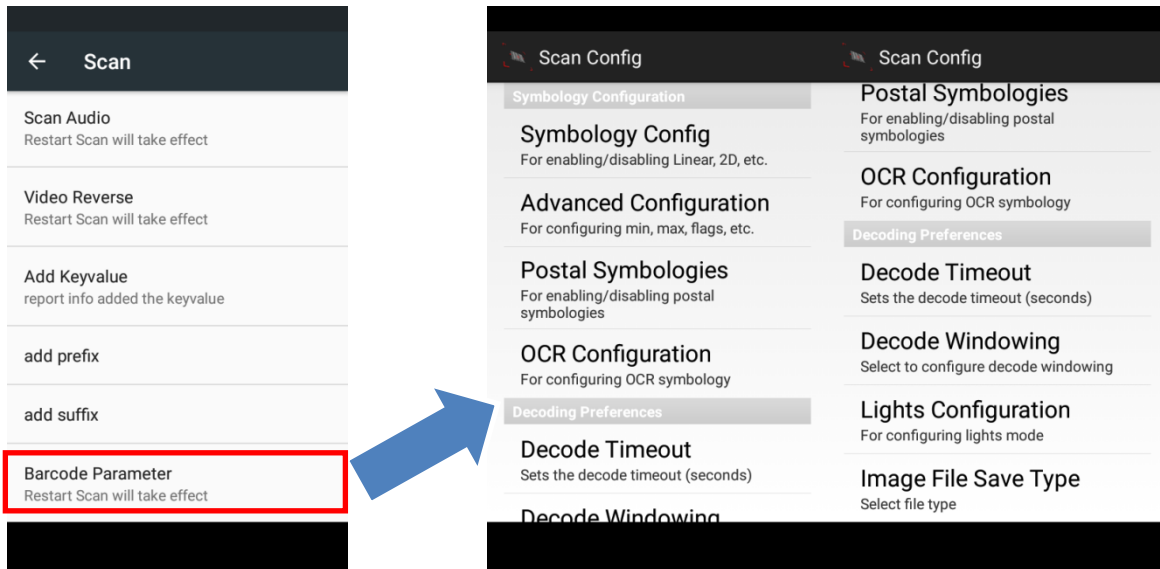 Scan
Scan Audio
Restart Scan will take effect
Video Reverse
Restart Scan will take effect
Add Keyvalue
report info added the keyvalue
add prefix
add suffix
Barcode Parameter
Restart Scan will take effect
Scan Config
Symbology Configuration
Symbology Config
For enabling/disabling Linear, 2D, etc.
Advanced Configuration
For configuring min, max, flags, etc.
Postal Symbologies
For enabling/disabling postal
symbologies
OCR Configuration
For configuring OCR symbology
Decoding Preferences
Decode Timeout
Sets the decode timeout (seconds)
Decode Windowing
Scan Config
Postal Symbologies
For enabling/disabling postal
symbologies
OCR Configuration
For configuring OCR symbology
Decoding Preferences
Decode Timeout
Sets the decode timeout (seconds)
Decode Windowing
Select to configure decode windowing
Lights Configuration
For configuring lights mode
Image File Save Type
Select file type